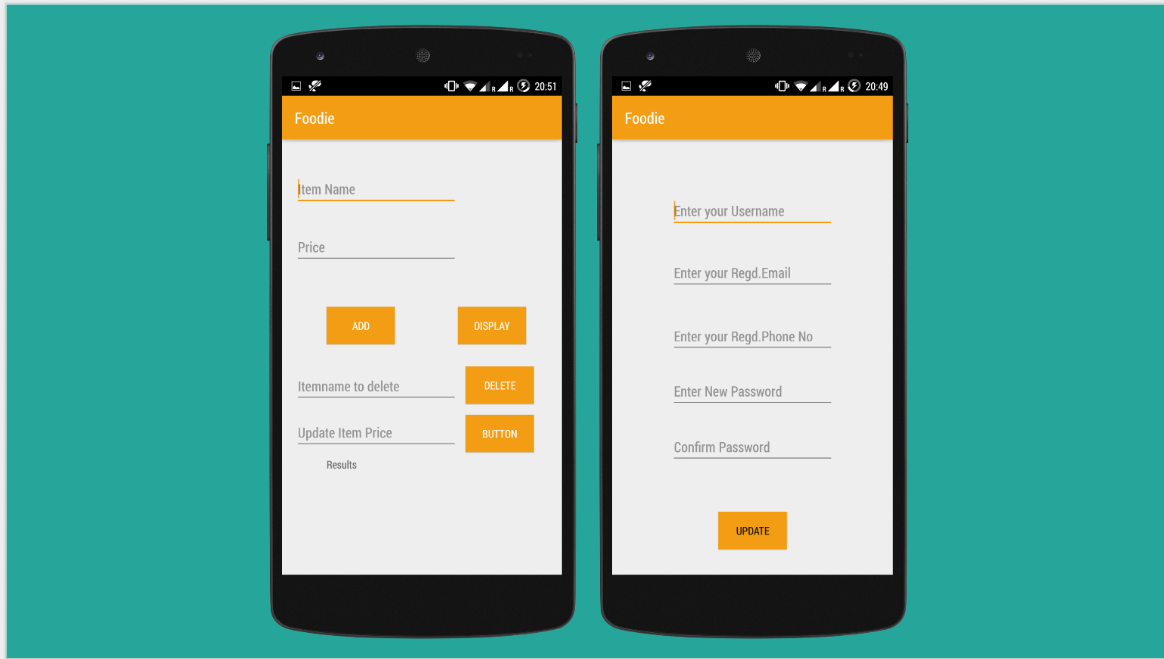 20:51
Foodie
Item Name
Price
ADD
DISPLAY
Itemname to delete
DELETE
Update Item Price
BUTTON
Results
20:49
Foodie
Enter your Username
Enter your Regd.Email
Enter your Regd.Phone No
Enter New Password
Confirm Password
UPDATE